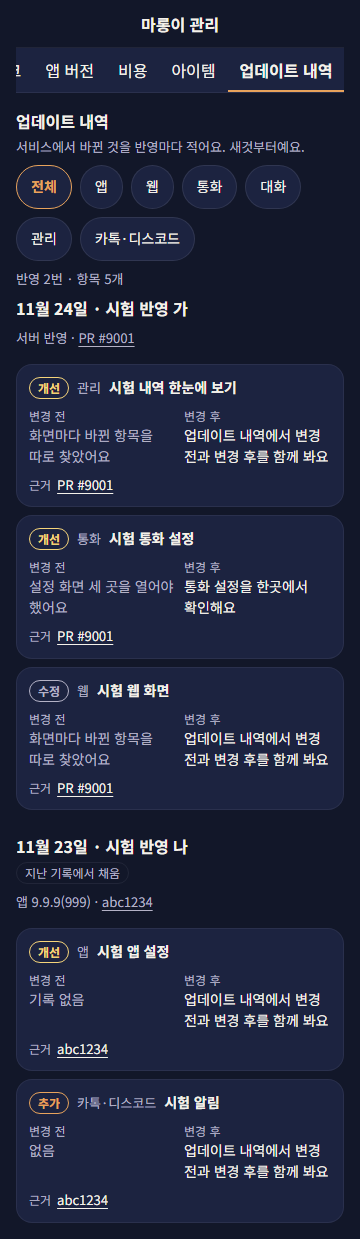 마롱이 관리
앱 버전 비용 아이템 업데이트 내역
업데이트 내역
서비스에서 바뀐 것을 반영마다 적어요. 새것부터예요.
전체 앱 웹 통화 대화
관리 카톡·디스코드
반영 2번 · 항목 5개
11월 24일 · 시험 반영 가
서버 반영 · PR #9001
개선 관리 시험 내역 한눈에 보기
변경 전 변경 후
화면마다 바뀐 항목을 업데이트 내역에서 변경
따로 찾았어요 전과 변경 후를 함께 봐요
근거 PR #9001
개선 통화 시험 통화 설정
변경 전 변경 후
설정 화면 세 곳을 열어야 통화 설정을 한곳에서
했어요 확인해요
근거 PR #9001
수정 웹 시험 웹 화면
변경 전 변경 후
화면마다 바뀐 항목을 업데이트 내역에서 변경
따로 찾았어요 전과 변경 후를 함께 봐요
근거 PR #9001
11월 23일 · 시험 반영 나
지난 기록에서 채움
앱 9.9.9(999) · abc1234
개선 앱 시험 앱 설정
변경 전 변경 후
기록 없음 업데이트 내역에서 변경
전과 변경 후를 함께 봐요
근거 abc1234
추가 카톡·디스코드 시험 알림
변경 전 변경 후
없음 업데이트 내역에서 변경
전과 변경 후를 함께 봐요
근거 abc1234